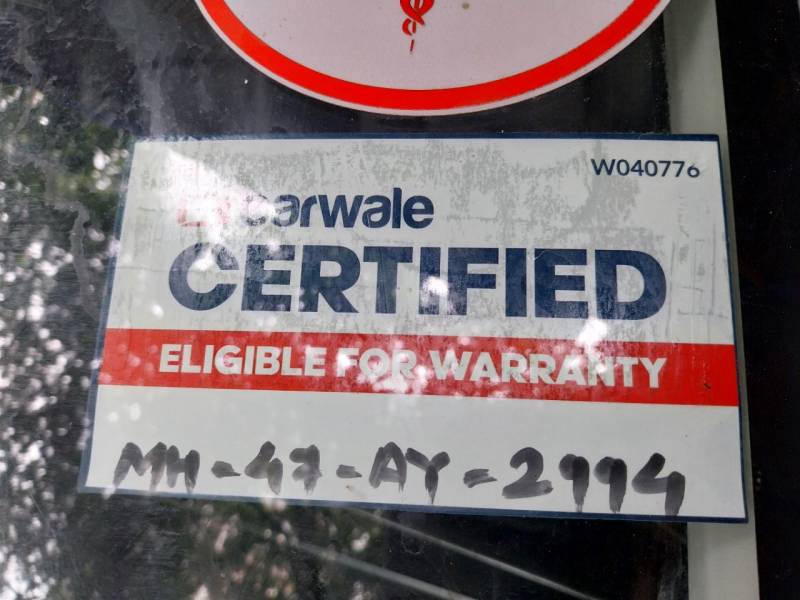 W040776
carwale
CERTIFIED
ELIGIBLE FOR WARRANTY
MH-47-AY=2994